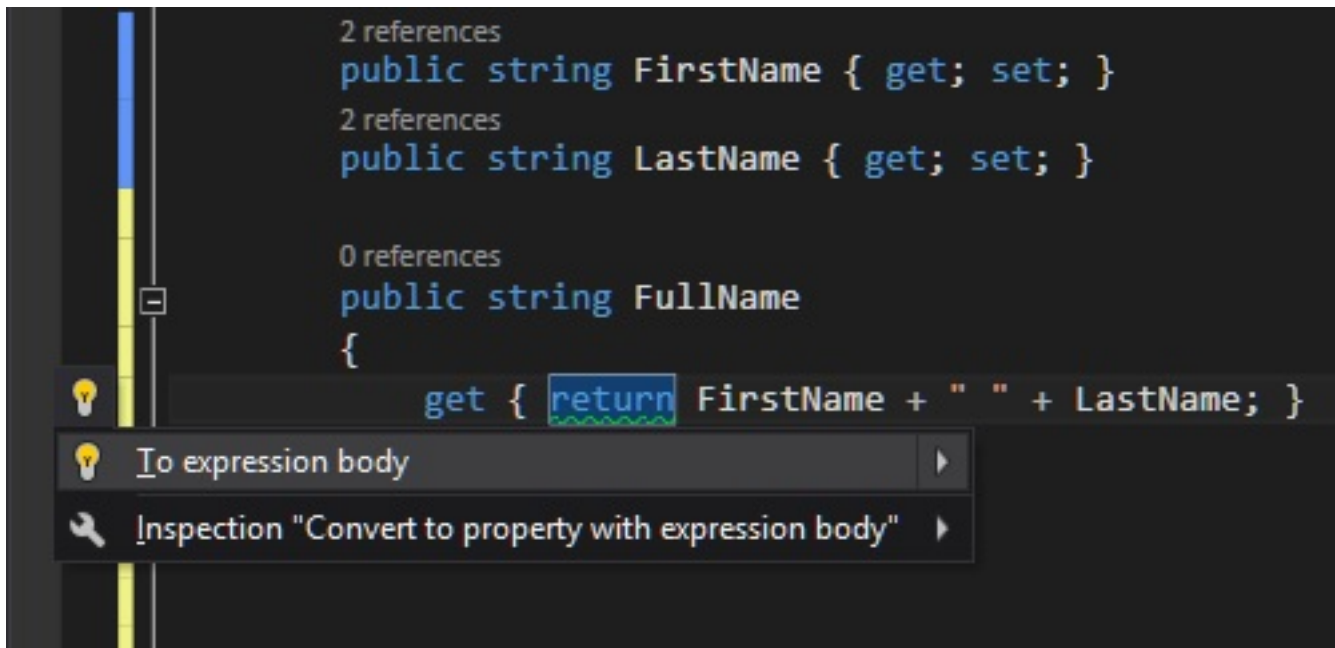 2 references
public string FirstName { get; set; }
2 references
public string LastName { get; set; }
0 references
public string FullName
{
get { return FirstName + " " + LastName; }
To expression body
Inspection "Convert to property with expression body"